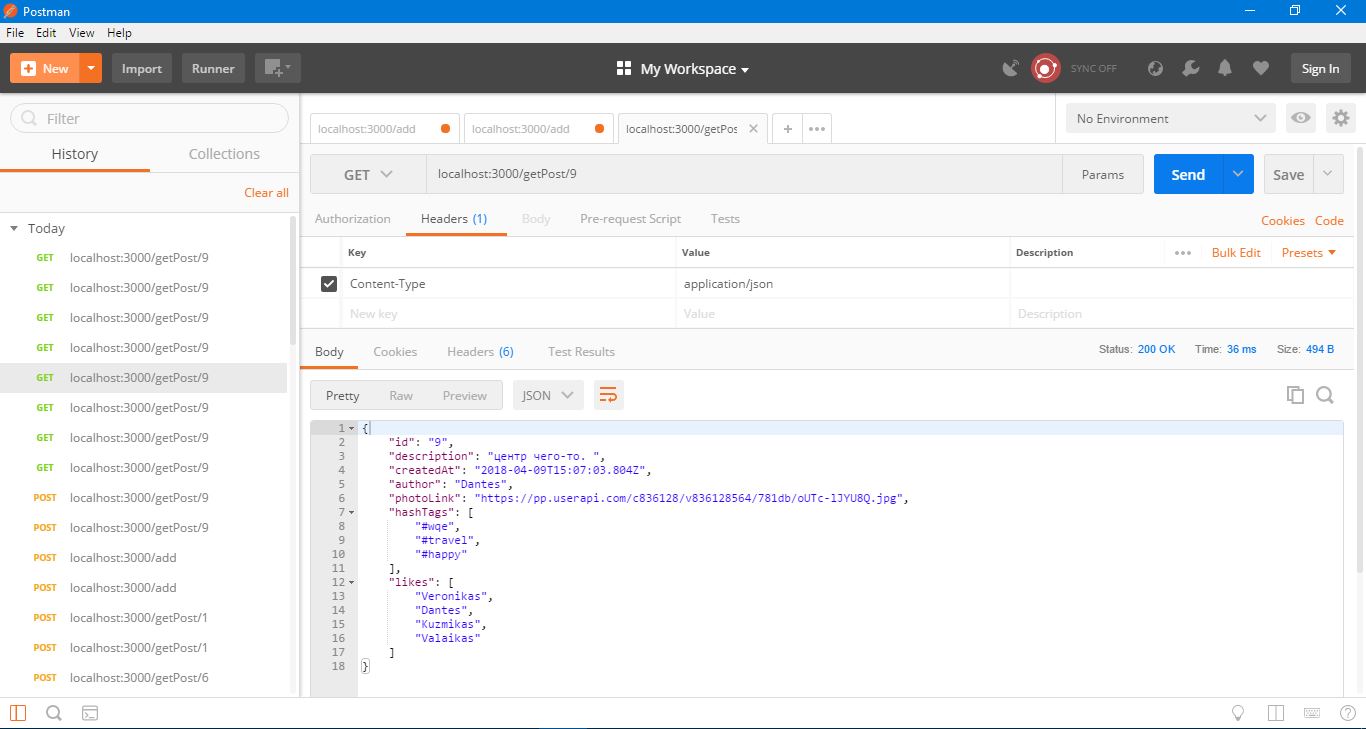 Postman
File Edit View Help
New Import Runner My Workspace SYNC OFF Sign In
Filter
History Collections
Clear all
Today
GET localhost:3000/getPost/9
GET localhost:3000/getPost/9
GET localhost:3000/getPost/9
GET localhost:3000/getPost/9
GET localhost:3000/getPost/9
GET localhost:3000/getPost/9
GET localhost:3000/getPost/9
GET localhost:3000/getPost/9
POST localhost:3000/getPost/9
POST localhost:3000/getPost/9
POST localhost:3000/add
POST localhost:3000/add
POST localhost:3000/getPost/1
POST localhost:3000/getPost/1
POST localhost:3000/getPost/6
localhost:3000/add localhost:3000/add localhost:3000/getPos No Environment
GET localhost:3000/getPost/9 Params Send Save
Authorization Headers (1) Body Pre-request Script Tests Cookies Code
Key Value Description Bulk Edit Presets
Content-Type application/json
New key Value Description
Body Cookies Headers (6) Test Results Status: 200 OK Time: 36 ms Size: 494 B
Pretty Raw Preview JSON
1 {
2 "id": "9",
3 "description": "центр чего-то. ",
4 "createdAt": "2018-04-09T15:07:03.804Z",
5 "author": "Dantes",
6 "photoLink": "https://pp.userapi.com/c836128/v836128564/781db/oUTc-lJYU8Q.jpg",
7 "hashTags": [
8 "#wqe",
9 "#travel",
10 "#happy"
11 ],
12 "likes": [
13 "Veronikas",
14 "Dantes",
15 "Kuzmikas",
16 "Valaikas"
17 ]
18 }